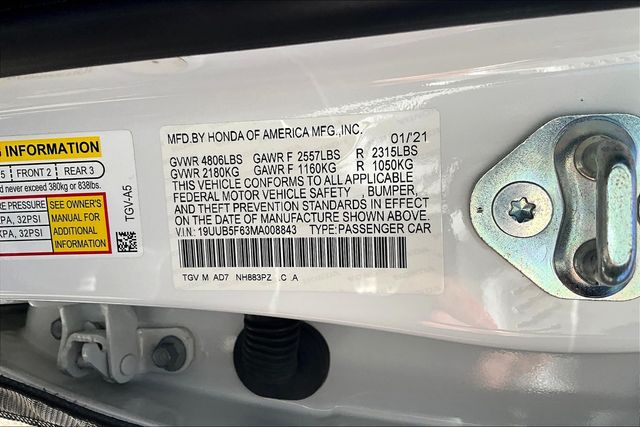 MFD.BY HONDA OF AMERICA MFG.,INC. 01/'21
GVWR 4806LBS GAWR F 2557LBS R 2315LBS
GVWR 2180KG GAWR F 1160KG R 1050KG
THIS VEHICLE CONFORMS TO ALL APPLICABLE
FEDERAL MOTOR VEHICLE SAFETY , BUMPER,
AND THEFT PREVENTION STANDARDS IN EFFECT
ON THE DATE OF MANUFACTURE SHOWN ABOVE.
V.I.N: 19UUB5F63MA008843 TYPE:PASSENGER CAR
TGV M AD7 NH883PZ .C A
INFORMATION
5 FRONT 2 REAR 3
never exceed 380kg or 838lbs.
PRESSURE
PA, 32PSI
PA, 32PSI
SEE OWNER'S
MANUAL FOR
ADDITIONAL
INFORMATION
TGV-A5